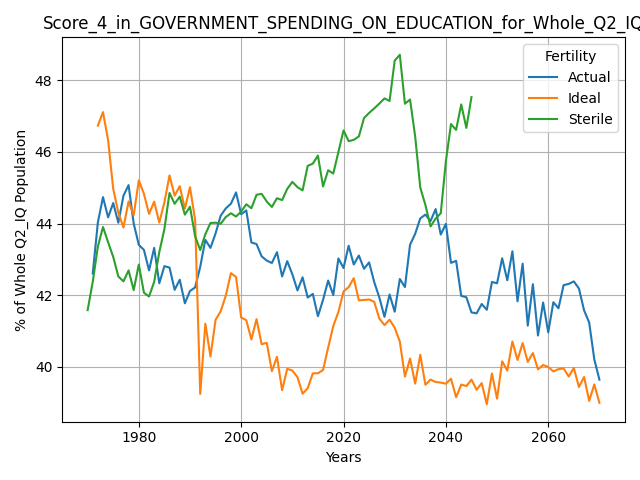 Score_4_in_GOVERNMENT_SPENDING_ON_EDUCATION_for_Whole_Q2_IQ
Fertility
Actual
Ideal
Sterile
% of Whole Q2_IQ Population
48
46
44
42
40
1980
2000
2020
2040
2060
Years